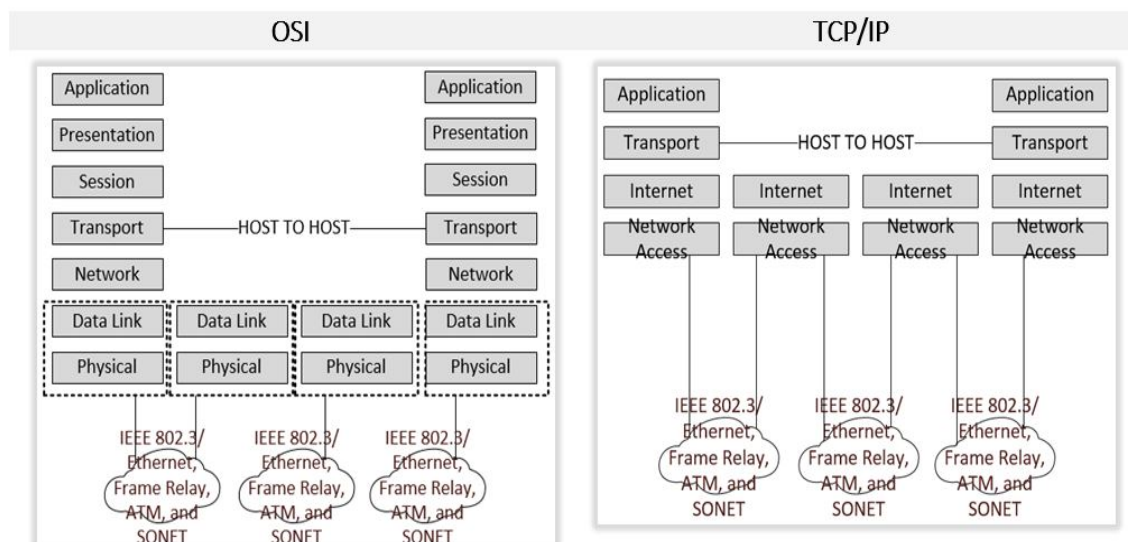 OSI
TCP/IP
Application
Application
Presentation
Presentation
Session
Session
Transport
HOST TO HOST
Transport
Network
Network
Data Link
Data Link
Data Link
Data Link
Physical
Physical
Physical
Physical
IEEE 802.3/
Ethernet,
Frame Relay,
ATM, and
SONET
IEEE 802.3/
Ethernet,
Frame Relay,
ATM, and
SONET
IEEE 802.3/
Ethernet,
Frame Relay,
ATM, and
SONET
Application
Application
Transport
HOST TO HOST
Transport
Internet
Internet
Internet
Internet
Network
Access
Network
Access
Network
Access
Network
Access
IEEE 802.3/
Ethernet,
Frame Relay,
ATM, and
SONET
IEEE 802.3/
Ethernet,
Frame Relay,
ATM, and
SONET
IEEE 802.3/
Ethernet,
Frame Relay,
ATM, and
SONET